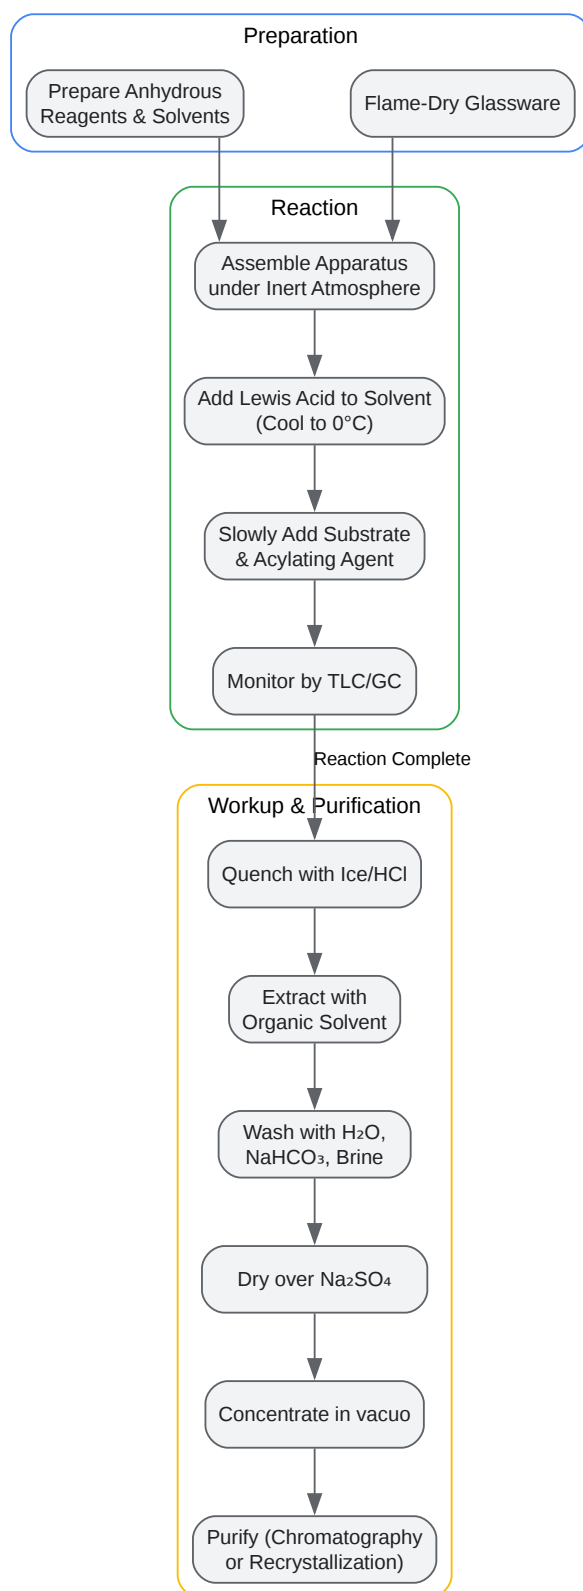 Preparation
Prepare Anhydrous
Reagents & Solvents
Flame-Dry Glassware
Reaction
Assemble Apparatus
under Inert Atmosphere
Add Lewis Acid to Solvent
(Cool to 0°C)
Slowly Add Substrate
& Acylating Agent
Monitor by TLC/GC
Reaction Complete
Workup & Purification
Quench with Ice/HCl
Extract with
Organic Solvent
Wash with H₂O,
NaHCO₃, Brine
Dry over Na₂SO₄
Concentrate in vacuo
Purify (Chromatography
or Recrystallization)